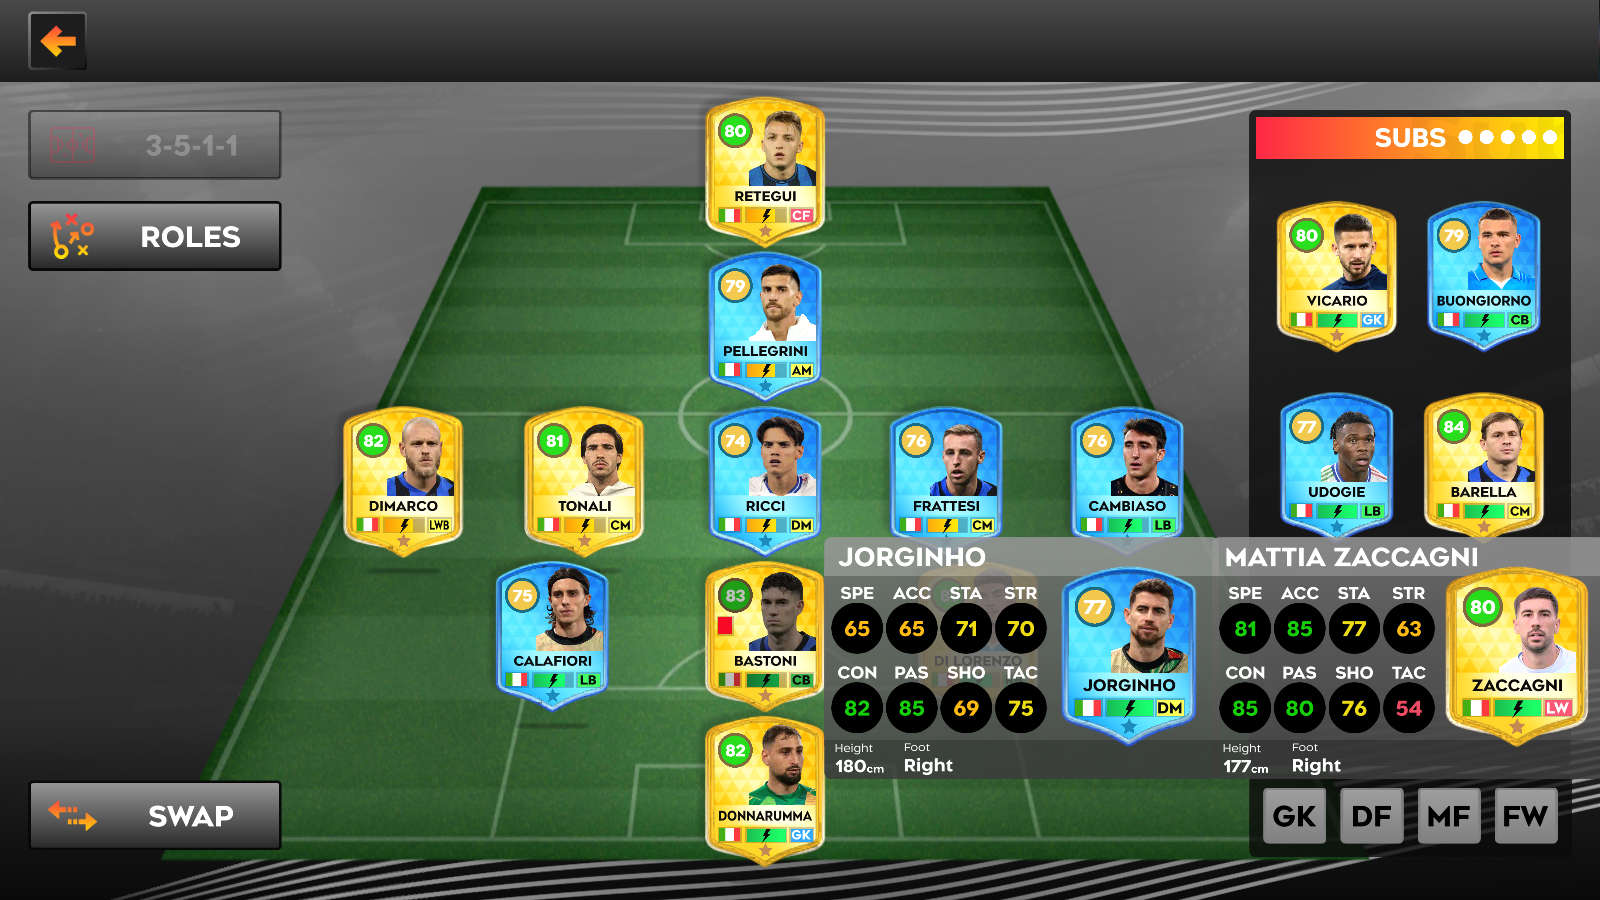 3-5-1-1
ROLES
SWAP
80
RETEGUI
CF
79
PELLEGRINI
AM
82
DIMARCO
LWB
81
TONALI
CM
74
RICCI
DM
76
FRATTESI
CM
76
CAMBIASO
LB
75
CALAFIORI
LB
83
BASTONI
CB
DI LORENZO
82
DONNARUMMA
GK
SUBS
80
VICARIO
GK
79
BUONGIORNO
CB
77
UDOGIE
LB
84
BARELLA
CM
JORGINHO
SPE ACC STA STR
65 65 71 70
CON PAS SHO TAC
82 85 69 75
Height Foot
180cm Right
77
JORGINHO
DM
MATTIA ZACCAGNI
SPE ACC STA STR
81 85 77 63
CON PAS SHO TAC
85 80 76 54
Height Foot
177cm Right
80
ZACCAGNI
LW
GK DF MF FW